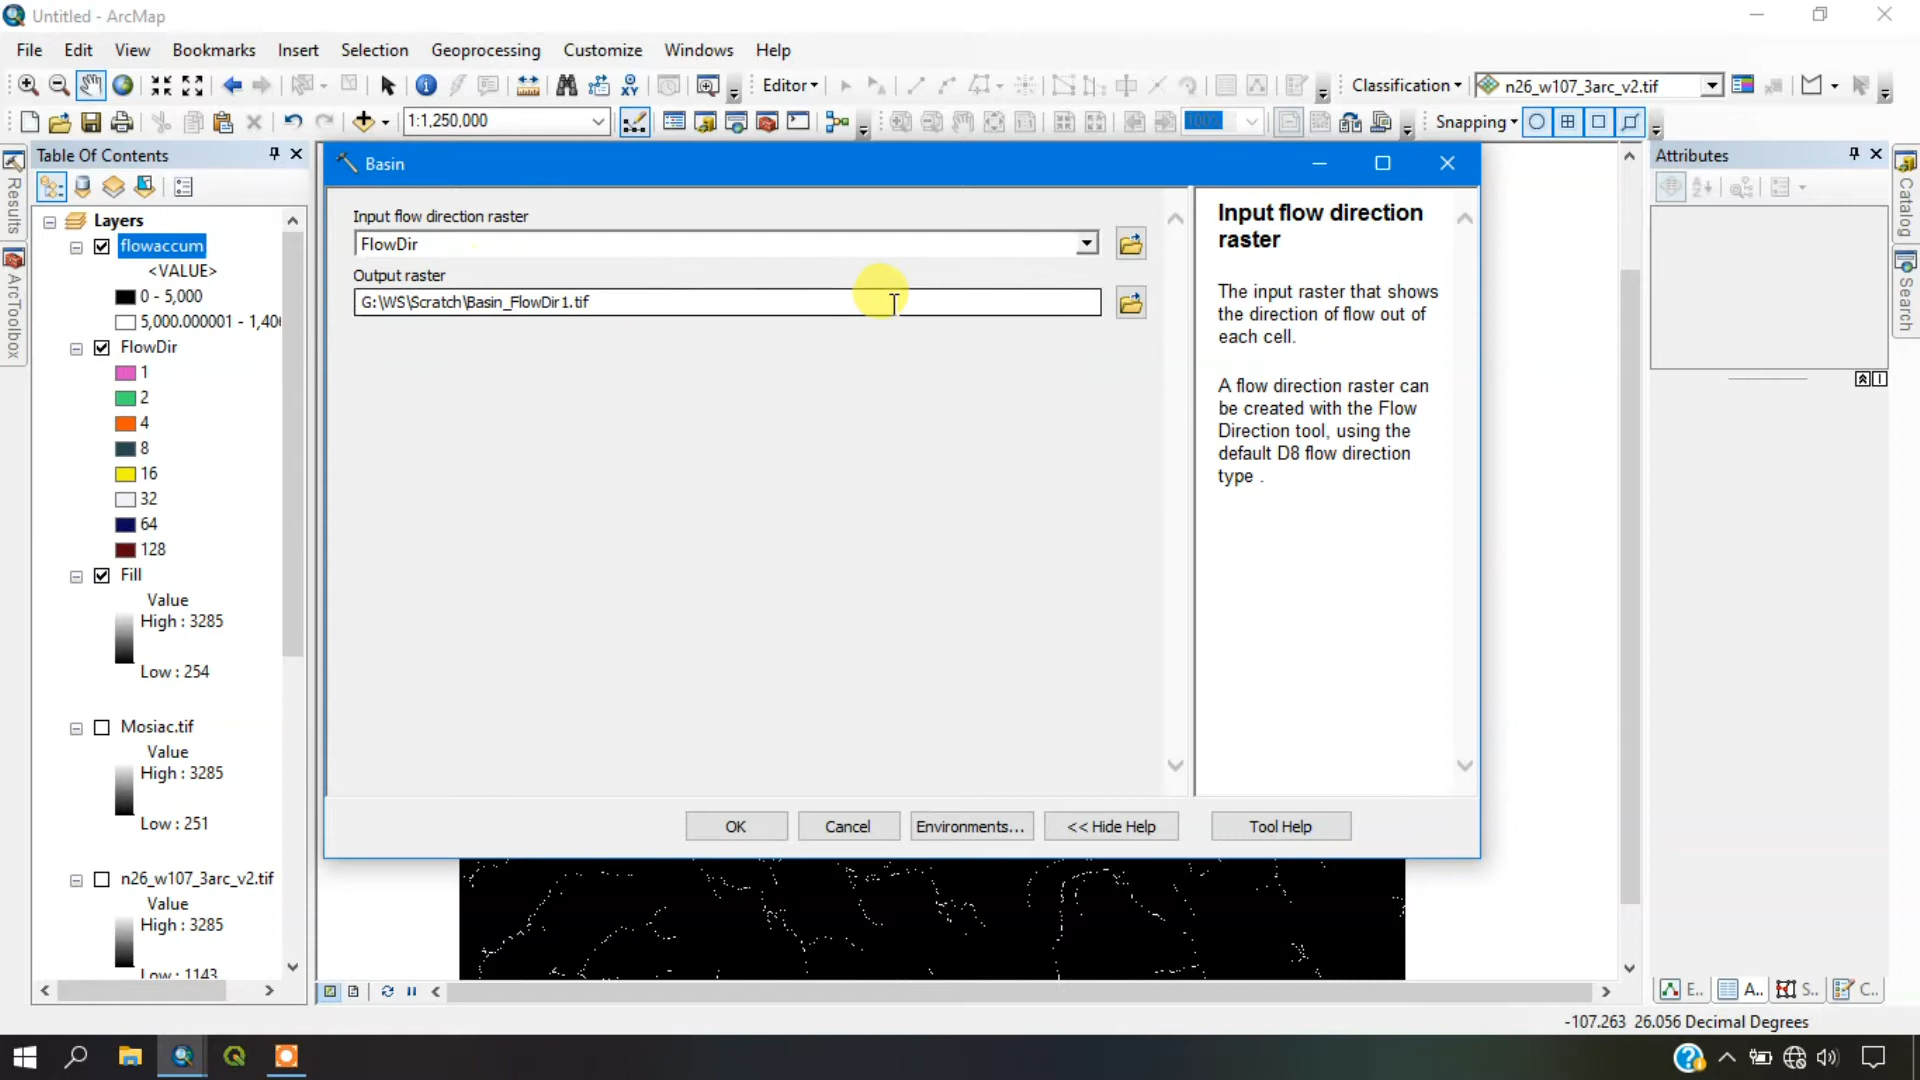 Untitled - ArcMap
File Edit View Bookmarks Insert Selection Geoprocessing Customize Windows Help
Editor▾ Classification▾ n26_w107_3arc_v2.tif
1:1,250,000 100% Snapping▾
Table Of Contents
Results
ArcToolbox
Layers
flowaccum
<VALUE>
0 - 5,000
5,000.000001 - 1,40
FlowDir
1
2
4
8
16
32
64
128
Fill
Value
High : 3285
Low : 254
Mosiac.tif
Value
High : 3285
Low : 251
n26_w107_3arc_v2.tif
Value
High : 3285
Low : 1143
Basin
Input flow direction raster
FlowDir
Output raster
G:\WS\Scratch\Basin_FlowDir1.tif
OK Cancel Environments... << Hide Help Tool Help
Input flow direction
raster
The input raster that shows
the direction of flow out of
each cell.
A flow direction raster can
be created with the Flow
Direction tool, using the
default D8 flow direction
type .
Attributes
Catalog
Search
E.. A.. S.. C..
-107.263 26.056 Decimal Degrees